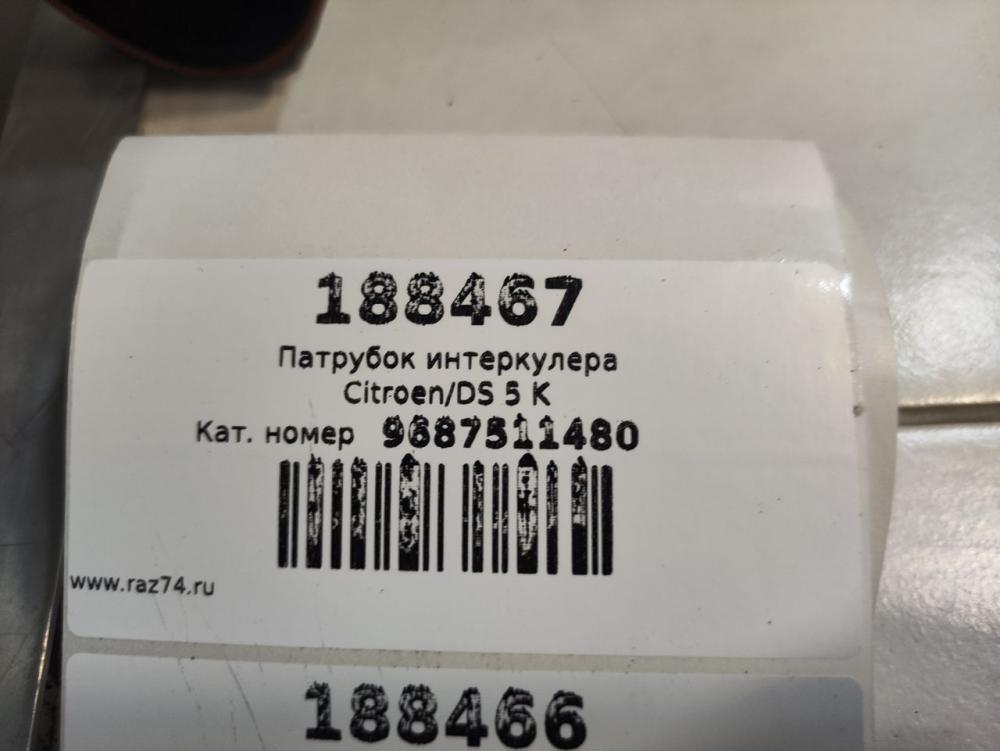 188467
Патрубок интеркулера
Citroen/DS 5 K
Кат. номер 9687511480
www.raz74.ru
188466